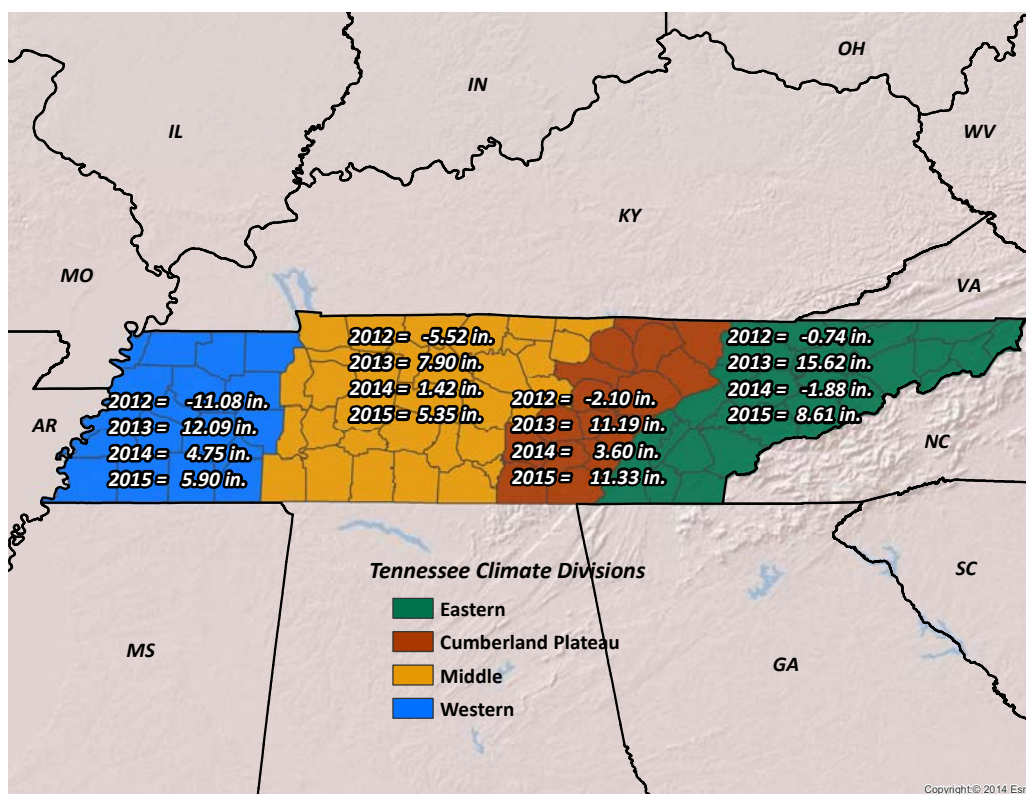 OH
IN
IL
WV
KY
MO
VA
2012 = -5.52 in.
2013 = 7.90 in.
2014 = 1.42 in.
2015 = 5.35 in.
2012 = -0.74 in.
2013 = 15.62 in.
2014 = -1.88 in.
2015 = 8.61 in.
2012 = -11.08 in.
2013 = 12.09 in.
2014 = 4.75 in.
2015 = 5.90 in.
2012 = -2.10 in.
2013 = 11.19 in.
2014 = 3.60 in.
2015 = 11.33 in.
AR
NC
Tennessee Climate Divisions
Eastern
Cumberland Plateau
Middle
Western
SC
MS
GA
Copyright:© 2014 Esr